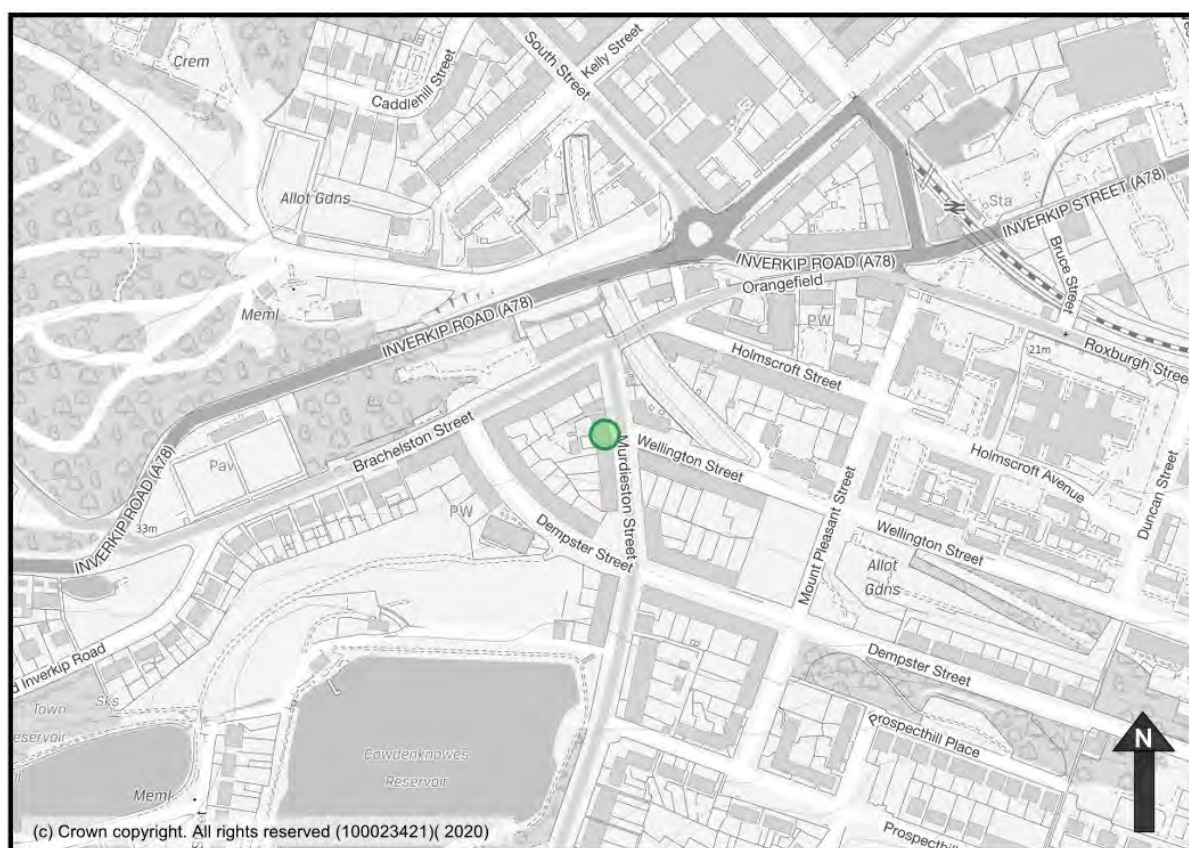 Crem
Caddlehill Street
South Street
Kelly Street
Allot Gdns
Sta
INVERKIP STREET (A78)
Bruce Street
INVERKIP ROAD (A78)
Orangefield
PW
Meml
INVERKIP ROAD (A78)
Holmscroft Street
21m
Roxburgh Street
Brachelston Street
Murdieston Street
Wellington Street
Holmscroft Avenue
Duncan Street
Pav
INVERKIP ROAD (A78)
33m
PW
Dempster Street
Mount Pleasant Street
Wellington Street
Allot
Gdns
Inverkip Road
Dempster Street
Sks
Town
Prospecthill Place
Cowdenknowes
Reservoir
Meml
N
Prospecthill
(c) Crown copyright. All rights reserved (100023421)( 2020)